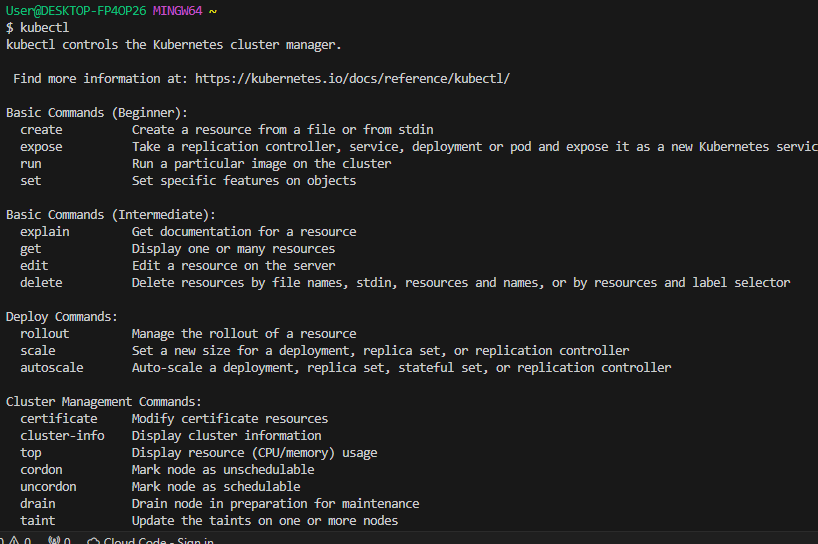 User@DESKTOP-FP4OP26 MINGW64 ~
$ kubectl
kubectl controls the Kubernetes cluster manager.
Find more information at: https://kubernetes.io/docs/reference/kubectl/
Basic Commands (Beginner):
create Create a resource from a file or from stdin
expose Take a replication controller, service, deployment or pod and expose it as a new Kubernetes servic
run Run a particular image on the cluster
set Set specific features on objects
Basic Commands (Intermediate):
explain Get documentation for a resource
get Display one or many resources
edit Edit a resource on the server
delete Delete resources by file names, stdin, resources and names, or by resources and label selector
Deploy Commands:
rollout Manage the rollout of a resource
scale Set a new size for a deployment, replica set, or replication controller
autoscale Auto-scale a deployment, replica set, stateful set, or replication controller
Cluster Management Commands:
certificate Modify certificate resources
cluster-info Display cluster information
top Display resource (CPU/memory) usage
cordon Mark node as unschedulable
uncordon Mark node as schedulable
drain Drain node in preparation for maintenance
taint Update the taints on one or more nodes
0 0 0 Cloud Code - Sign in